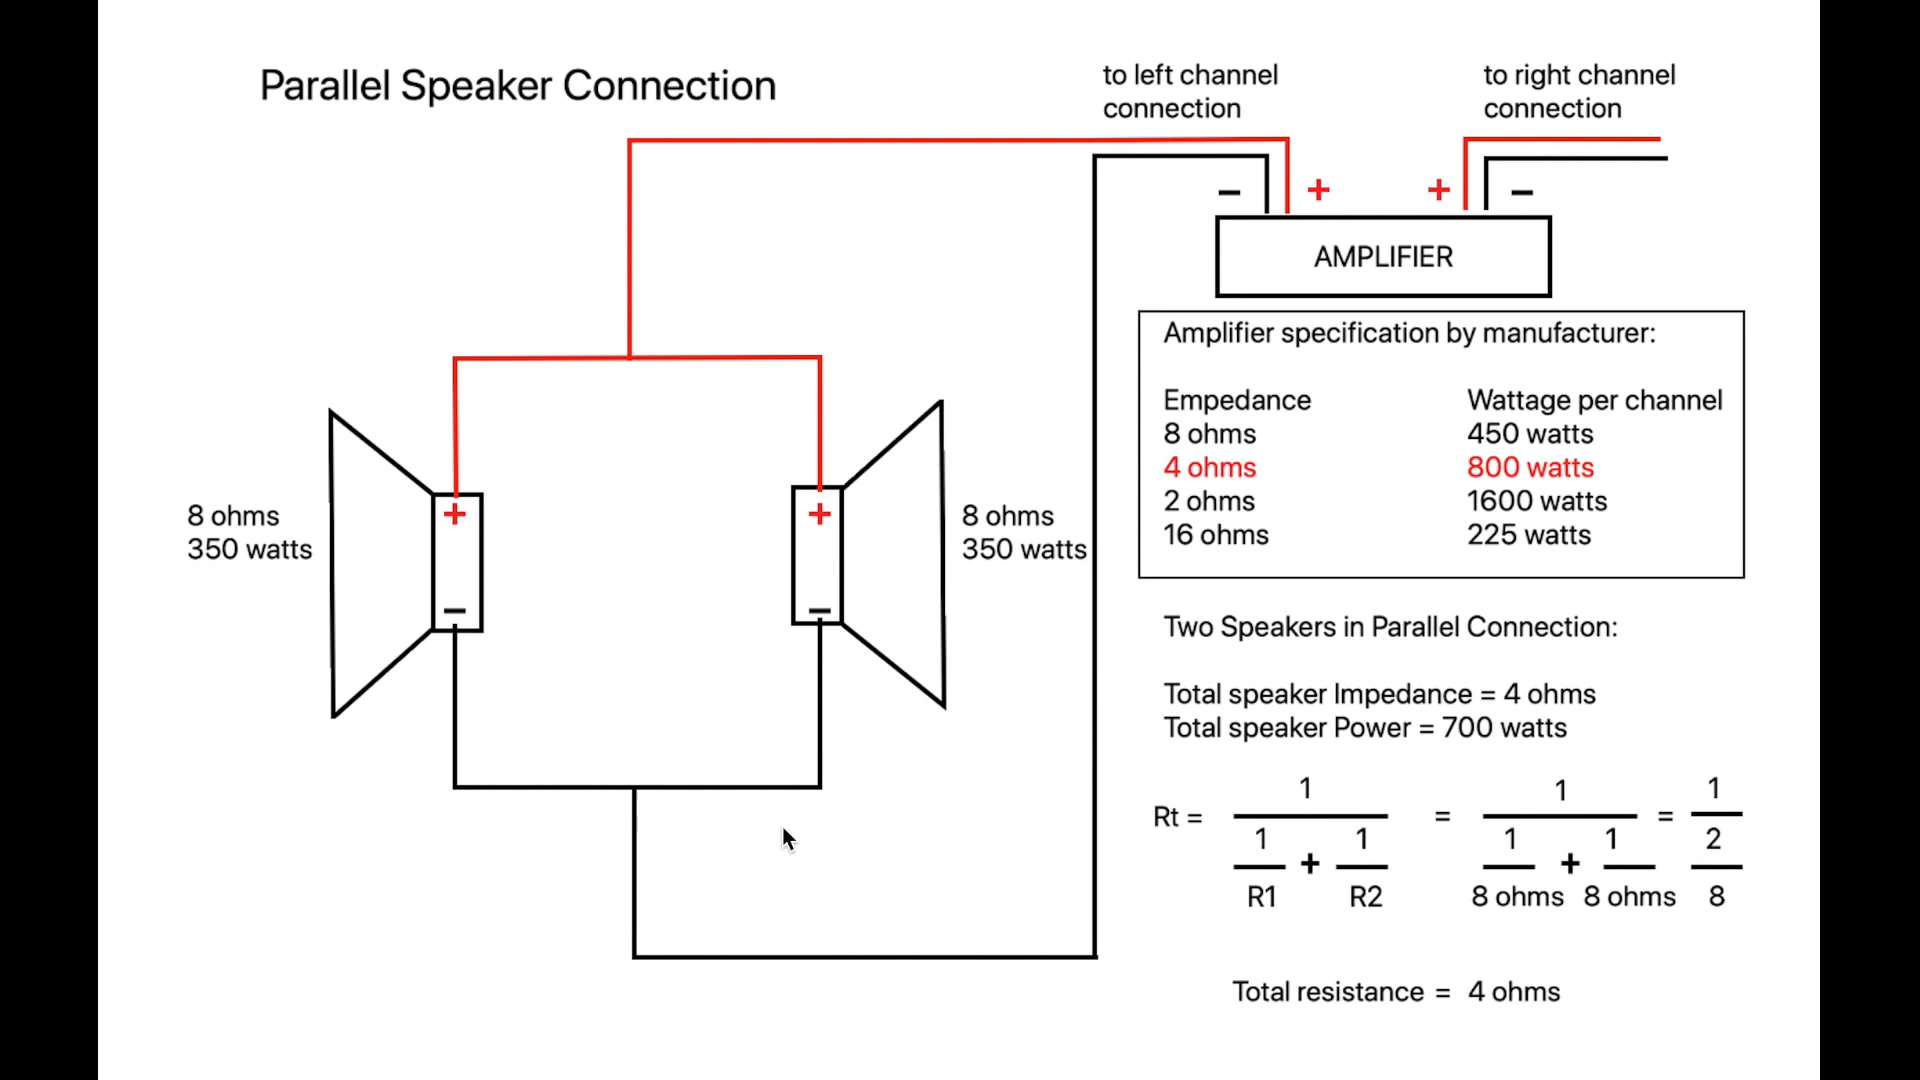 Parallel Speaker Connection
to left channel
connection
to right channel
connection
− + + −
AMPLIFIER
Amplifier specification by manufacturer:
Empedance Wattage per channel
8 ohms 450 watts
4 ohms 800 watts
2 ohms 1600 watts
16 ohms 225 watts
8 ohms
350 watts
+
−
+
−
8 ohms
350 watts
Two Speakers in Parallel Connection:
Total speaker Impedance = 4 ohms
Total speaker Power = 700 watts
1 1 1
Rt = = =
1 + 1 1 + 1 2
R1 R2 8 ohms 8 ohms 8
Total resistance = 4 ohms